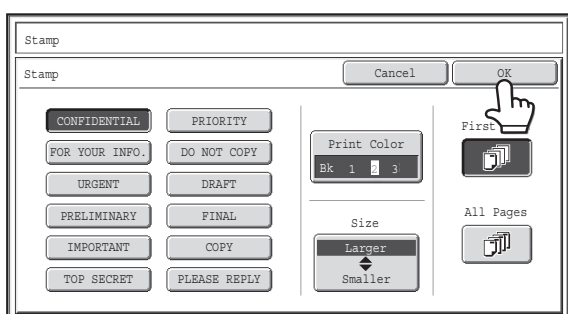 Stamp
Stamp
Cancel
OK
CONFIDENTIAL
PRIORITY
FOR YOUR INFO.
DO NOT COPY
URGENT
DRAFT
PRELIMINARY
FINAL
IMPORTANT
COPY
TOP SECRET
PLEASE REPLY
Print Color
Bk 1 2 3
Size
Larger
Smaller
First
All Pages